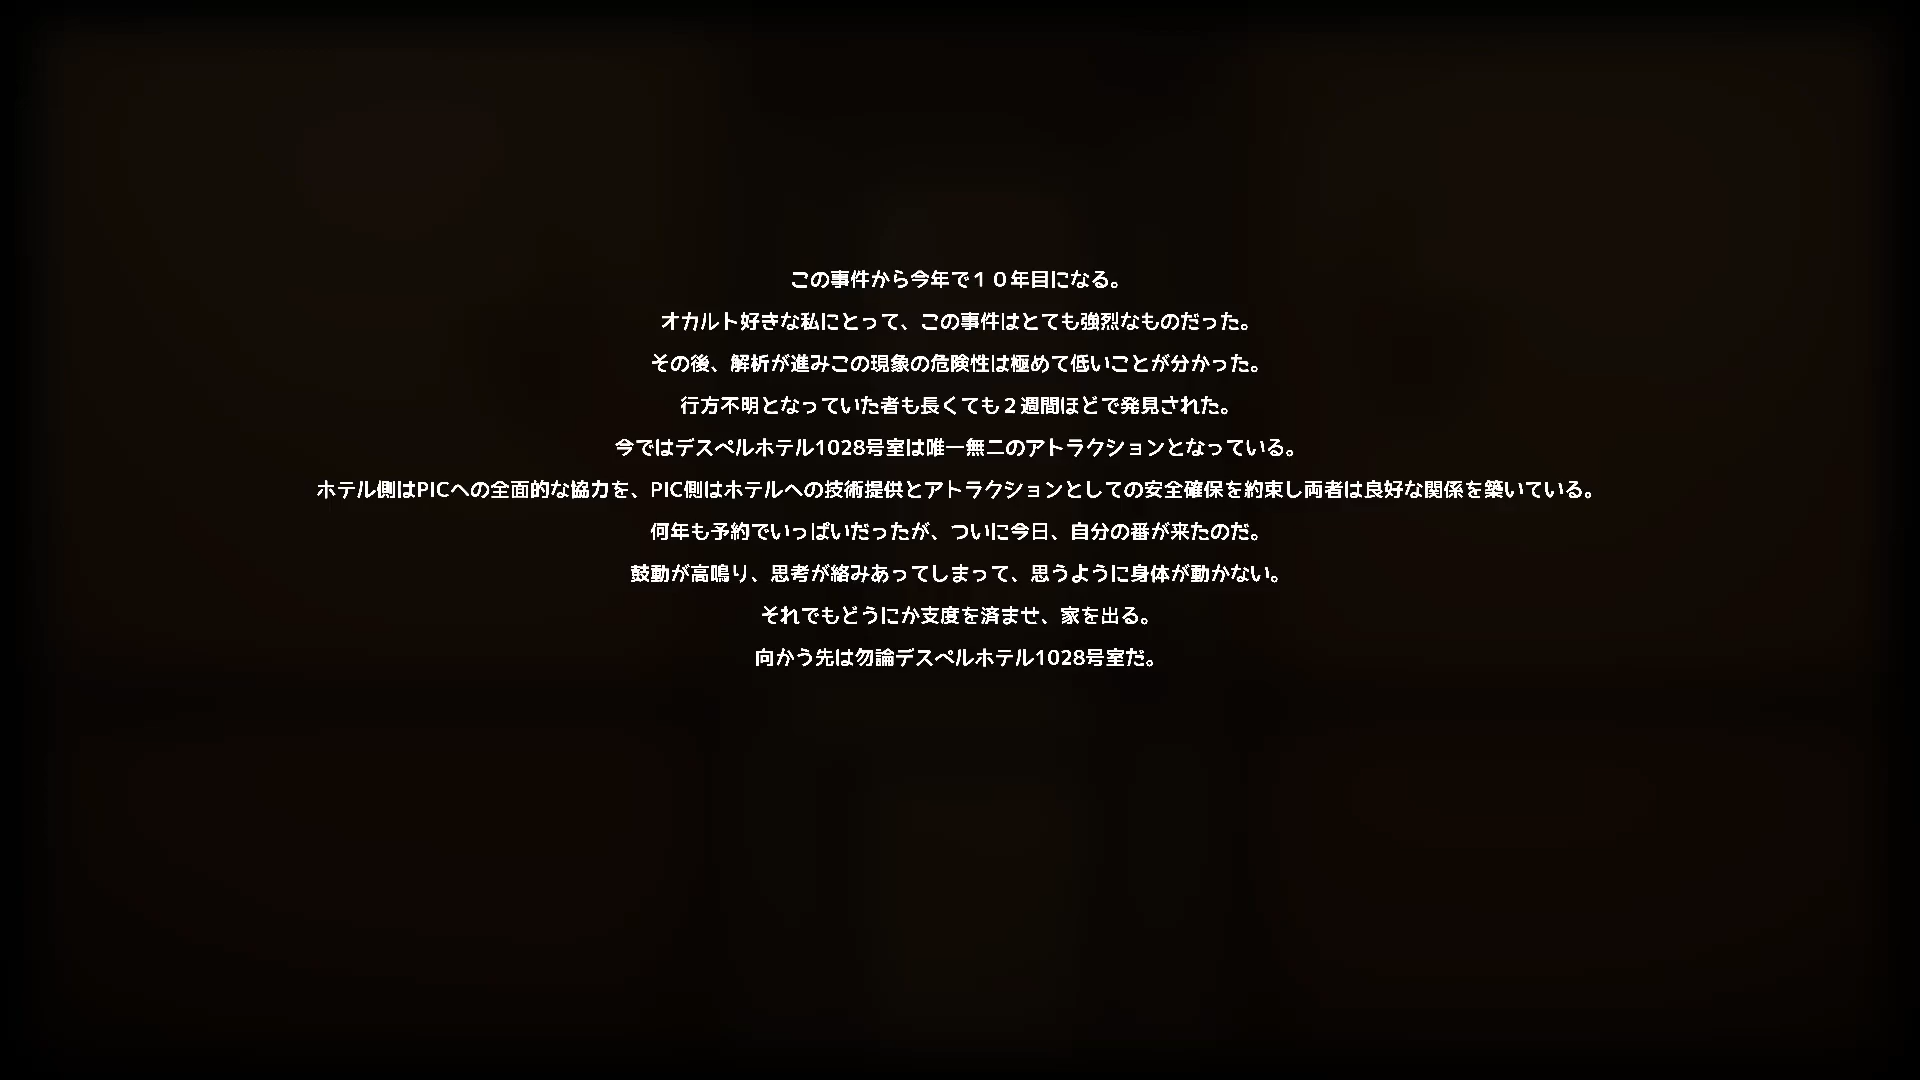 この事件から今年で１０年目になる。
オカルト好きな私にとって、この事件はとても強烈なものだった。
その後、解析が進みこの現象の危険性は極めて低いことが分かった。
行方不明となっていた者も長くても２週間ほどで発見された。
今ではデスペルホテル1028号室は唯一無二のアトラクションとなっている。
ホテル側はPICへの全面的な協力を、PIC側はホテルへの技術提供とアトラクションとしての安全確保を約束し両者は良好な関係を築いている。
何年も予約でいっぱいだったが、ついに今日、自分の番が来たのだ。
鼓動が高鳴り、思考が絡みあってしまって、思うように身体が動かない。
それでもどうにか支度を済ませ、家を出る。
向かう先は勿論デスペルホテル1028号室だ。